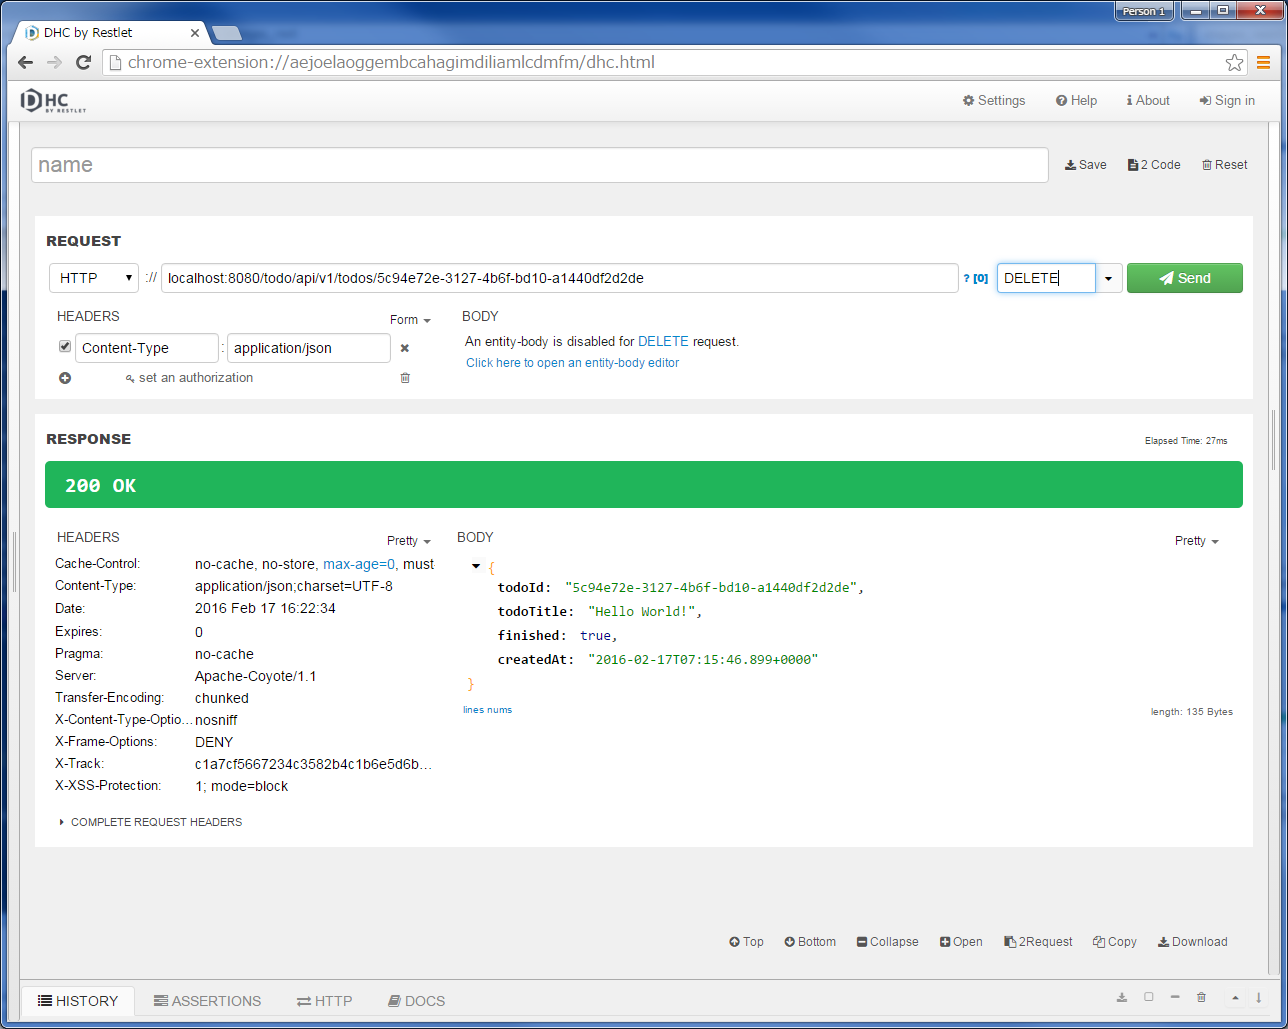 Person 1
DHC by Restlet
chrome-extension://aejoelaoggembcahagimdiliamlcdmfm/dhc.html
DHC BY RESTLET
Settings Help About Sign in
name Save 2 Code Reset
REQUEST
HTTP :// localhost:8080/todo/api/v1/todos/5c94e72e-3127-4b6f-bd10-a1440df2d2de ? [0] DELETE Send
HEADERS Form BODY
Content-Type : application/json An entity-body is disabled for DELETE request.
Click here to open an entity-body editor
set an authorization
RESPONSE Elapsed Time: 27ms
200 OK
HEADERS Pretty BODY Pretty
Cache-Control: no-cache, no-store, max-age=0, must
Content-Type: application/json;charset=UTF-8
Date: 2016 Feb 17 16:22:34
Expires: 0
Pragma: no-cache
Server: Apache-Coyote/1.1
Transfer-Encoding: chunked
X-Content-Type-Optio... nosniff
X-Frame-Options: DENY
X-Track: c1a7cf5667234c3582b4c1b6e5d6b...
X-XSS-Protection: 1; mode=block
COMPLETE REQUEST HEADERS
{
todoId: "5c94e72e-3127-4b6f-bd10-a1440df2d2de",
todoTitle: "Hello World!",
finished: true,
createdAt: "2016-02-17T07:15:46.899+0000"
}
lines nums length: 135 Bytes
Top Bottom Collapse Open 2Request Copy Download
HISTORY ASSERTIONS HTTP DOCS